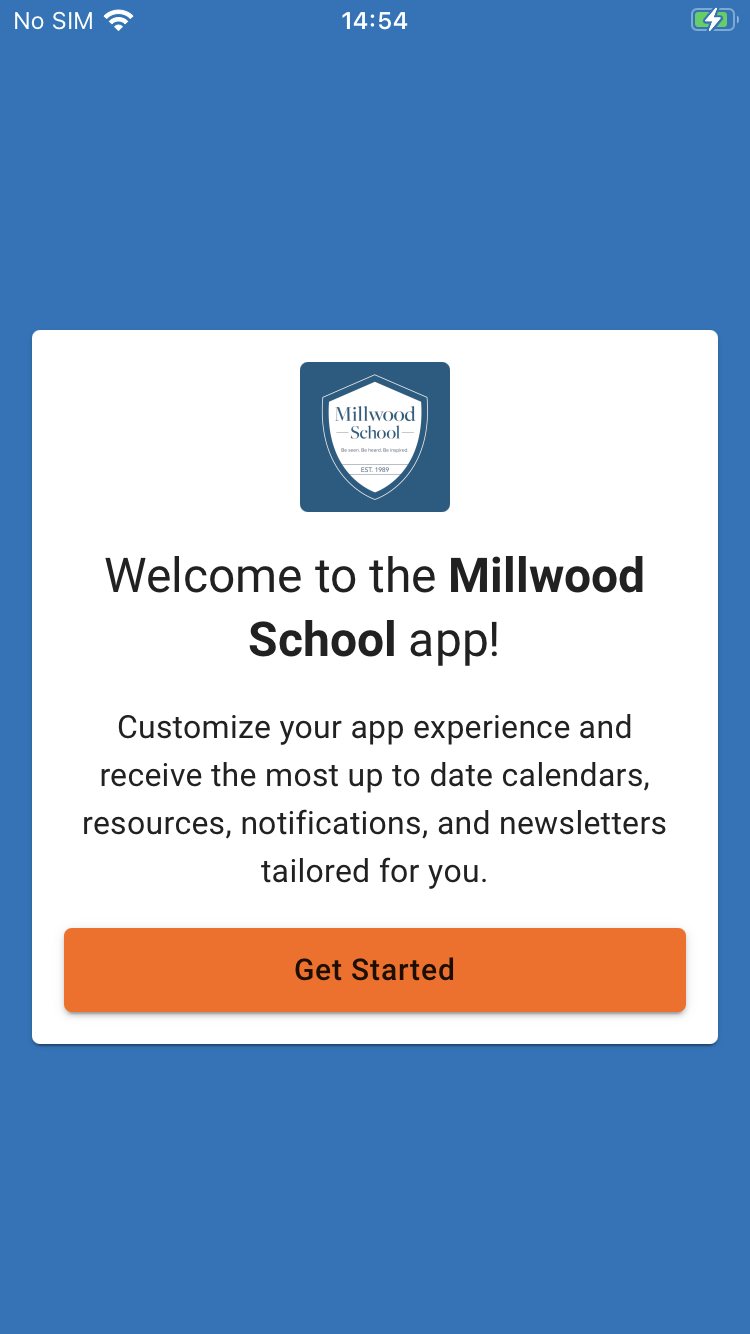 No SIM
14:54
Millwood
School
Be seen. Be heard. Be inspired.
EST. 1989
Welcome to the Millwood
School app!
Customize your app experience and
receive the most up to date calendars,
resources, notifications, and newsletters
tailored for you.
Get Started